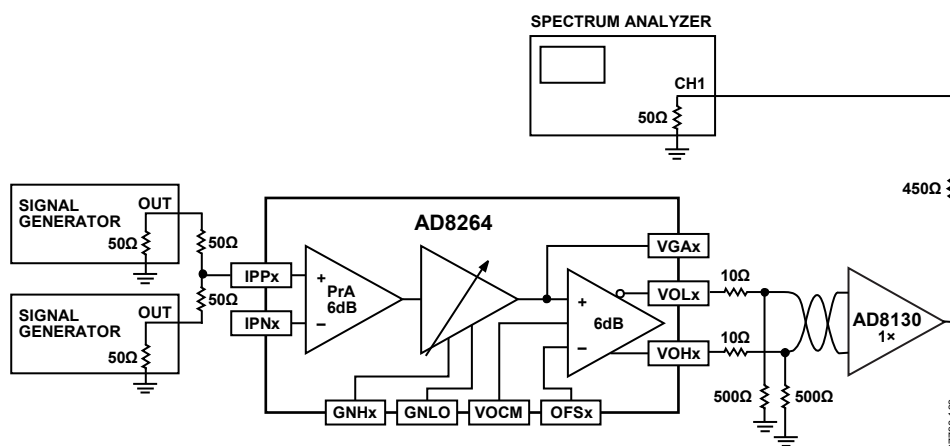 SPECTRUM ANALYZER
CH1
50Ω
450Ω
SIGNAL
GENERATOR
OUT
50Ω
50Ω
50Ω
SIGNAL
GENERATOR
OUT
50Ω
AD8264
IPPx
IPNx
+
PrA
6dB
–
+
6dB
–
VGAx
VOLx
VOHx
10Ω
10Ω
AD8130
1×
500Ω
500Ω
GNHx
GNLO
VOCM
OFSx